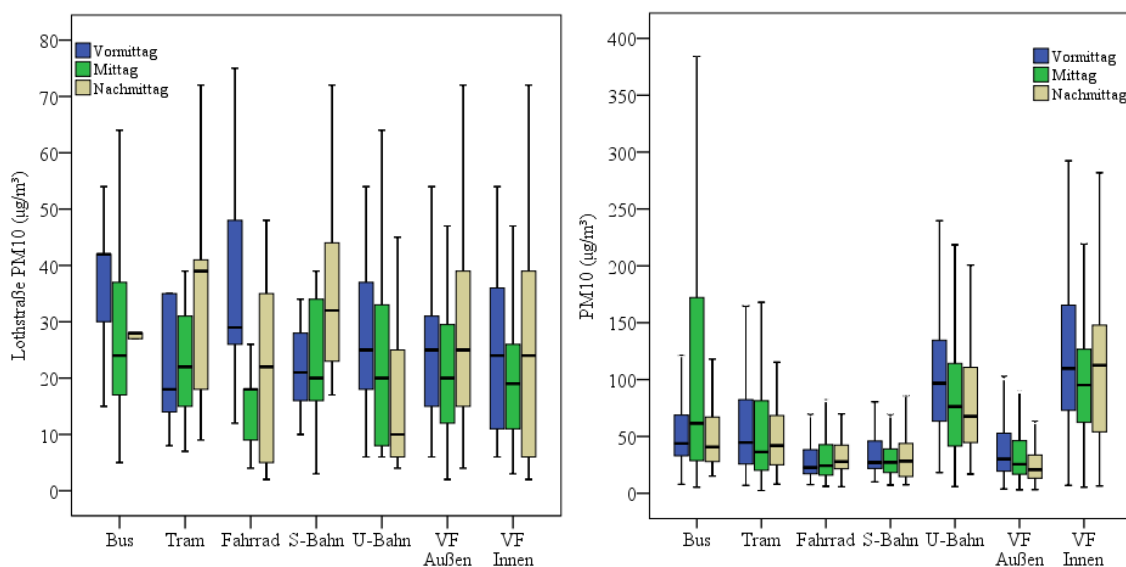 80
70
60
50
40
30
20
10
0
Lothstraße PM10 (µg/m³)
Vormittag
Mittag
Nachmittag
Bus
Tram
Fahrrad
S-Bahn
U-Bahn
VF
Außen
VF
Innen
400
350
300
250
200
150
100
50
0
PM10 (µg/m³)
Vormittag
Mittag
Nachmittag
Bus
Tram
Fahrrad
S-Bahn
U-Bahn
VF
Außen
VF
Innen